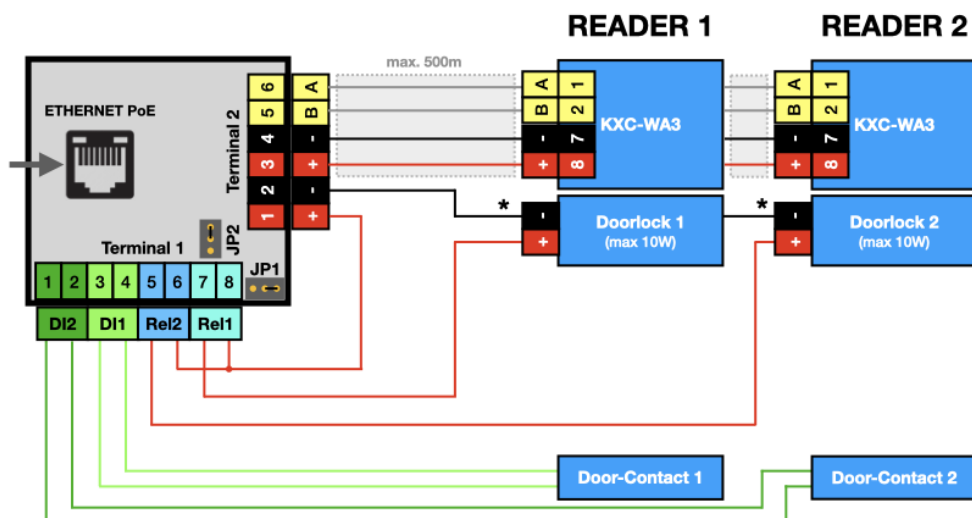 READER 1
READER 2
max. 500m
ETHERNET PoE
Terminal 2
6
5
4
3
2
1
A
B
-
+
-
+
A
B
-
+
1
2
7
8
KXC-WA3
A
B
-
+
1
2
7
8
KXC-WA3
*
-
+
Doorlock 1
(max 10W)
*
-
+
Doorlock 2
(max 10W)
Terminal 1
JP2
JP1
1 2 3 4 5 6 7 8
DI2 DI1 Rel2 Rel1
Door-Contact 1
Door-Contact 2